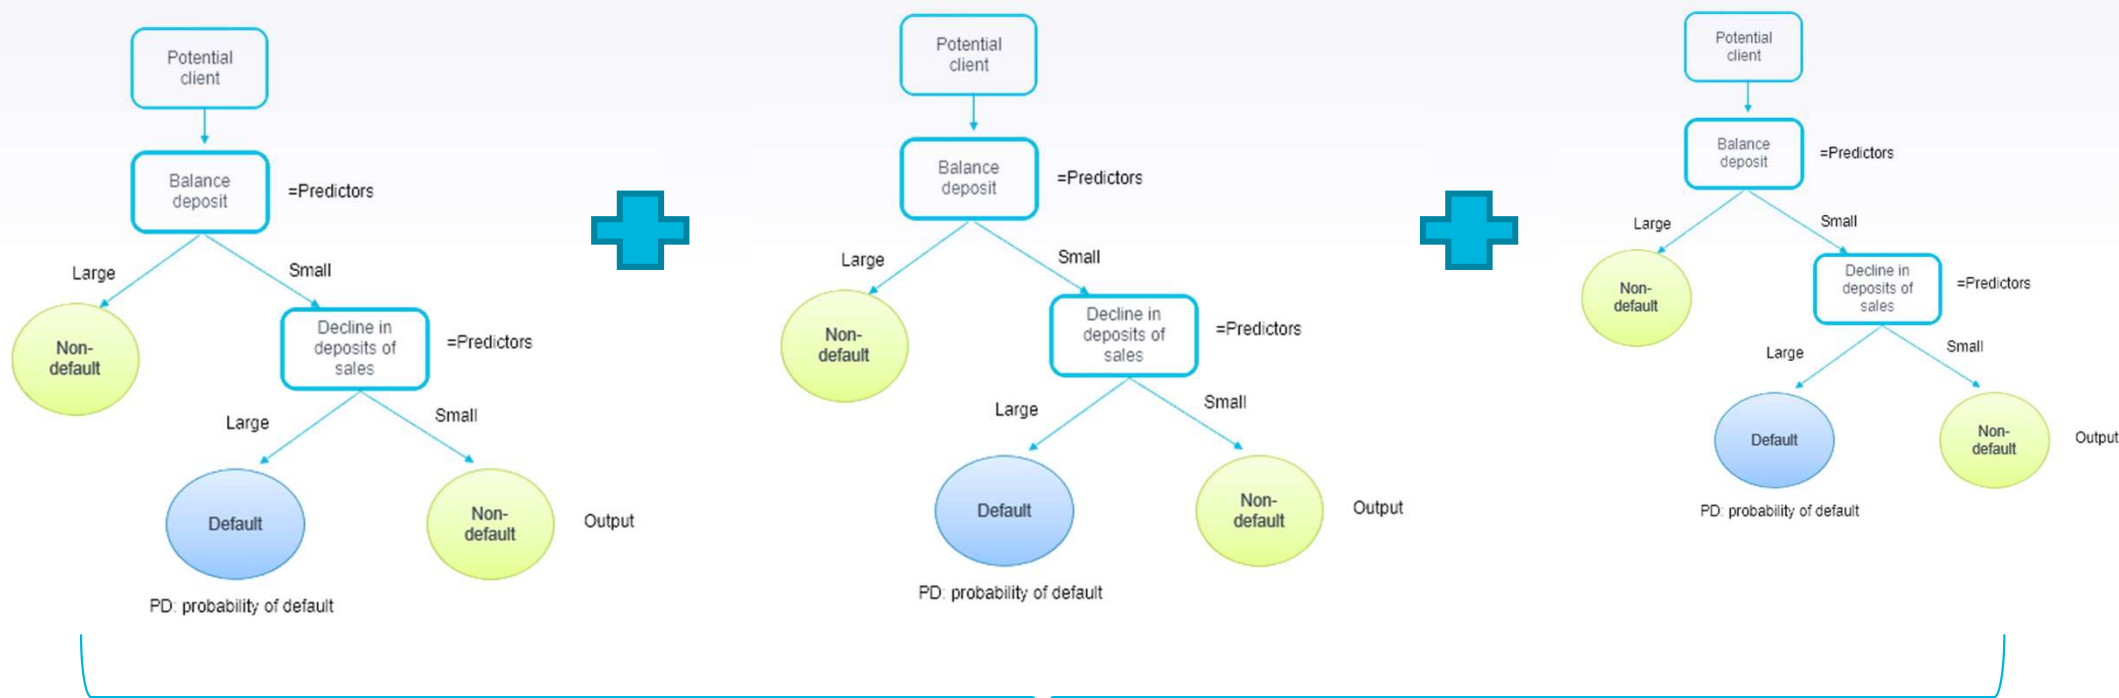 Potential
client
Balance
deposit
=Predictors
Large
Small
Non-
default
Decline in
deposits of
sales
=Predictors
Large
Small
Default
Non-
default
Output
PD: probability of default
Potential
client
Balance
deposit
=Predictors
Large
Small
Non-
default
Decline in
deposits of
sales
=Predictors
Large
Small
Default
Non-
default
Output
PD: probability of default
Potential
client
Balance
deposit
=Predictors
Large
Small
Non-
default
Decline in
deposits of
sales
=Predictors
Large
Small
Default
Non-
default
Output
PD: probability of default